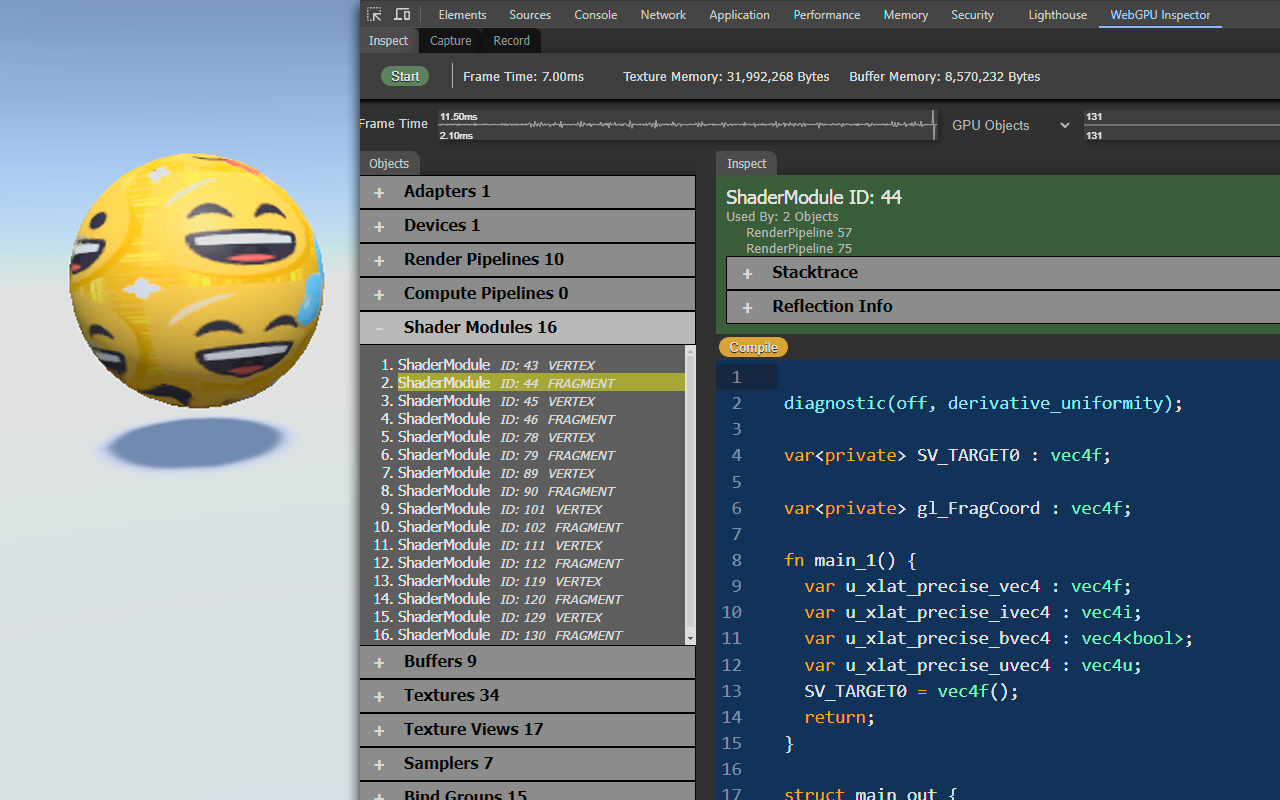 Elements Sources Console Network Application Performance Memory Security Lighthouse WebGPU Inspector
Inspect Capture Record
Start Frame Time: 7.00ms Texture Memory: 31,992,268 Bytes Buffer Memory: 8,570,232 Bytes
Frame Time 11.50ms 2.10ms GPU Objects 131 131
Objects
+ Adapters 1
+ Devices 1
+ Render Pipelines 10
+ Compute Pipelines 0
- Shader Modules 16
1. ShaderModule ID: 43 VERTEX
2. ShaderModule ID: 44 FRAGMENT
3. ShaderModule ID: 45 VERTEX
4. ShaderModule ID: 46 FRAGMENT
5. ShaderModule ID: 78 VERTEX
6. ShaderModule ID: 79 FRAGMENT
7. ShaderModule ID: 89 VERTEX
8. ShaderModule ID: 90 FRAGMENT
9. ShaderModule ID: 101 VERTEX
10. ShaderModule ID: 102 FRAGMENT
11. ShaderModule ID: 111 VERTEX
12. ShaderModule ID: 112 FRAGMENT
13. ShaderModule ID: 119 VERTEX
14. ShaderModule ID: 120 FRAGMENT
15. ShaderModule ID: 129 VERTEX
16. ShaderModule ID: 130 FRAGMENT
+ Buffers 9
+ Textures 34
+ Texture Views 17
+ Samplers 7
+ Bind Groups 15
Inspect
ShaderModule ID: 44
Used By: 2 Objects
RenderPipeline 57
RenderPipeline 75
+ Stacktrace
+ Reflection Info
Compile
1
2 diagnostic(off, derivative_uniformity);
3
4 var<private> SV_TARGET0 : vec4f;
5
6 var<private> gl_FragCoord : vec4f;
7
8 fn main_1() {
9 var u_xlat_precise_vec4 : vec4f;
10 var u_xlat_precise_ivec4 : vec4i;
11 var u_xlat_precise_bvec4 : vec4<bool>;
12 var u_xlat_precise_uvec4 : vec4u;
13 SV_TARGET0 = vec4f();
14 return;
15 }
16
17 struct main_out {